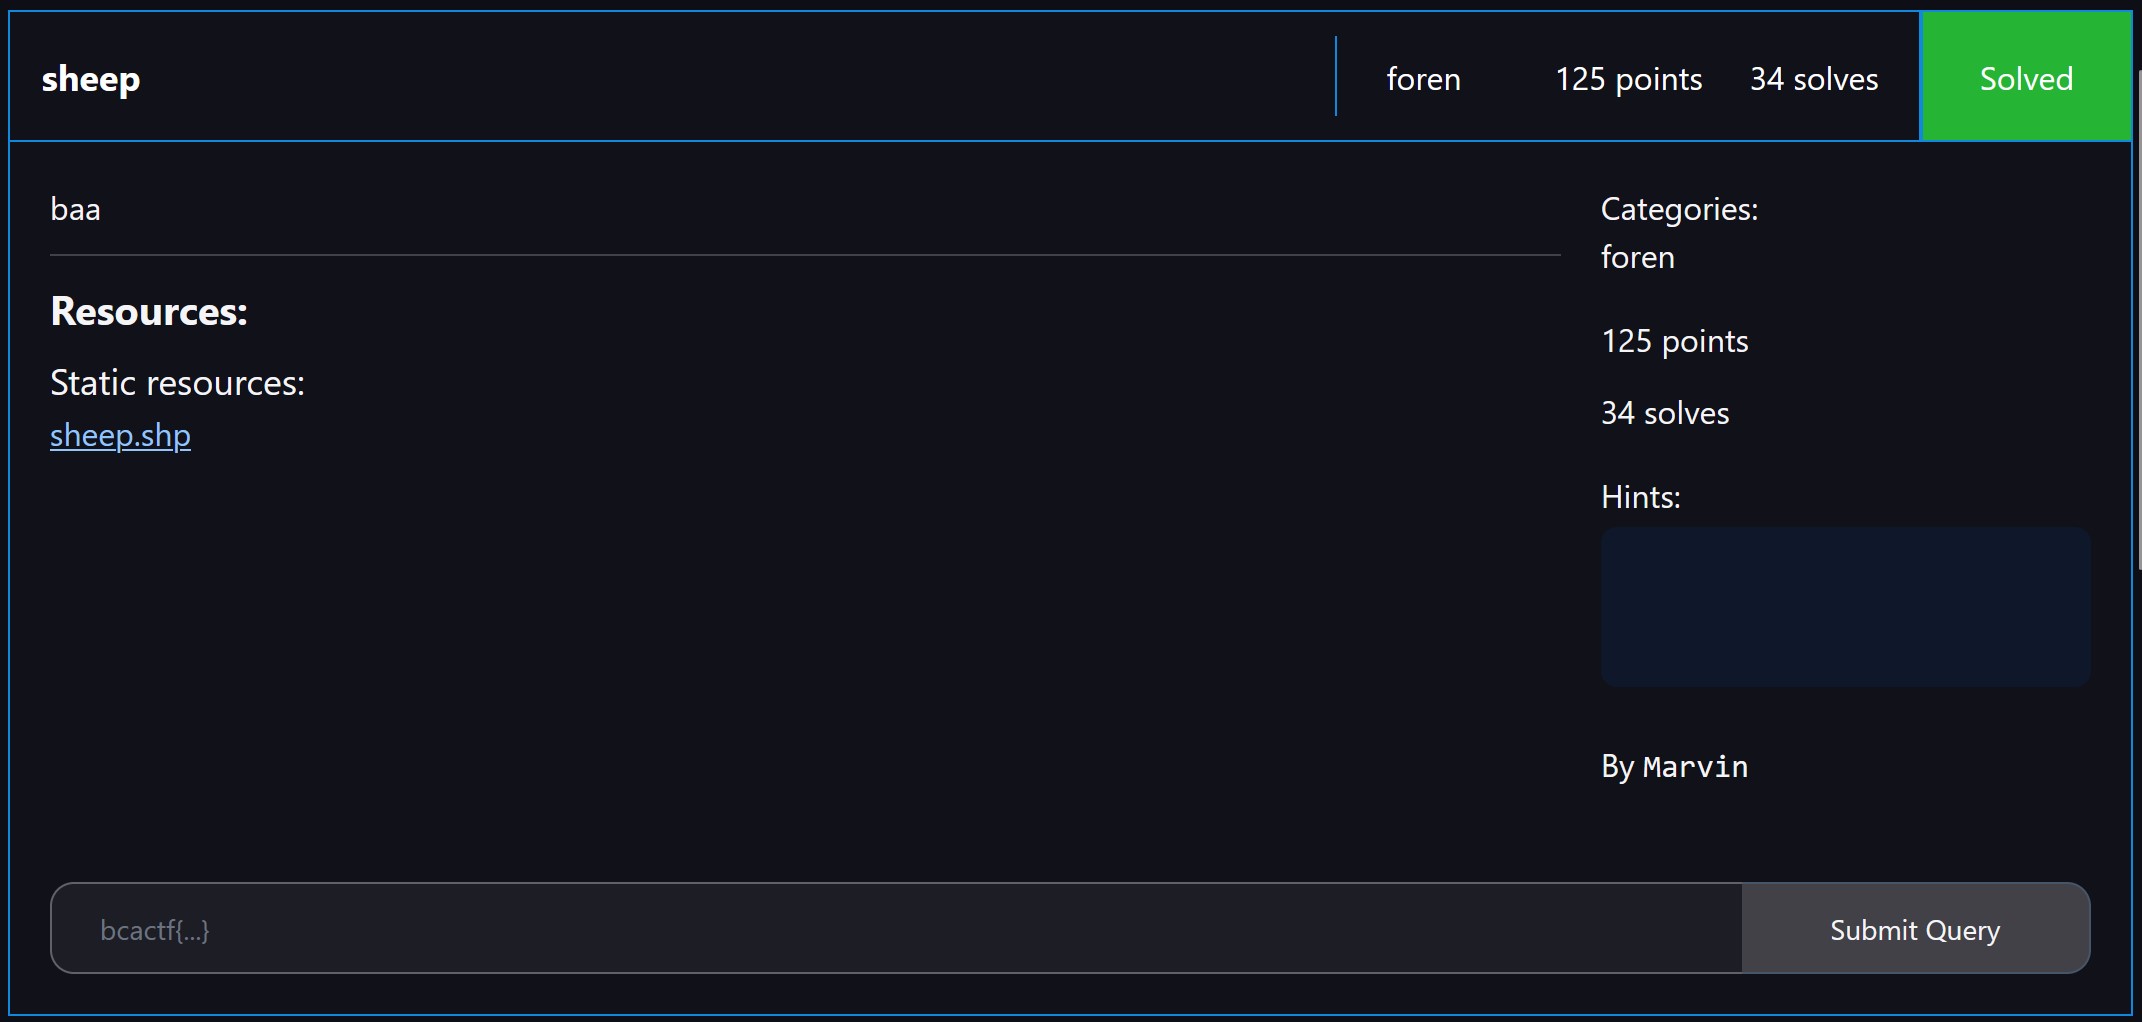 sheep
foren
125 points
34 solves
Solved
baa
Resources:
Static resources:
sheep.shp
Categories:
foren
125 points
34 solves
Hints:
By Marvin
bcactf{...}
Submit Query